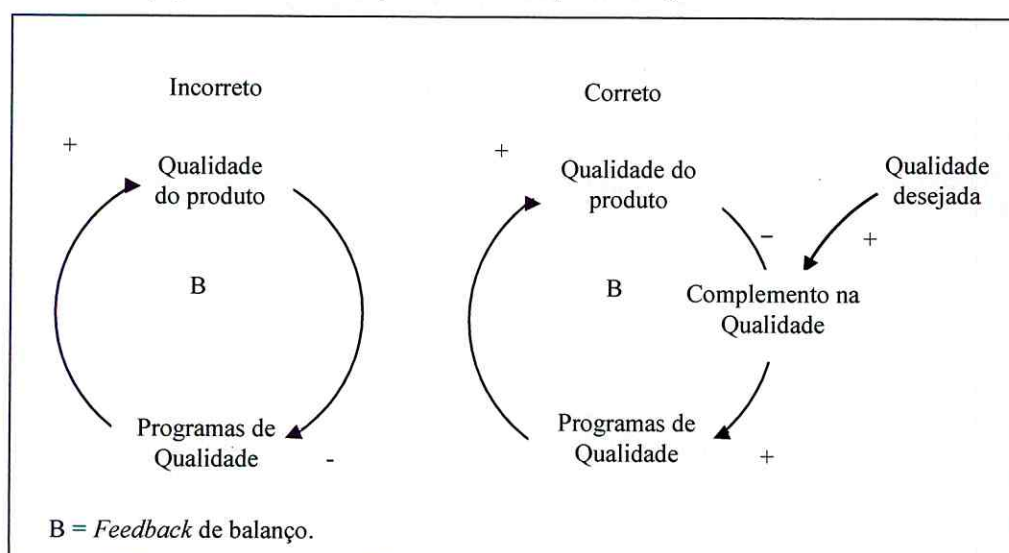 Incorreto
+
Qualidade
do produto
B
Programas de
Qualidade
-
Correto
+
Qualidade do
produto
–
Qualidade
desejada
+
B
Complemento na
Qualidade
Programas de
Qualidade
+
B = Feedback de balanço.